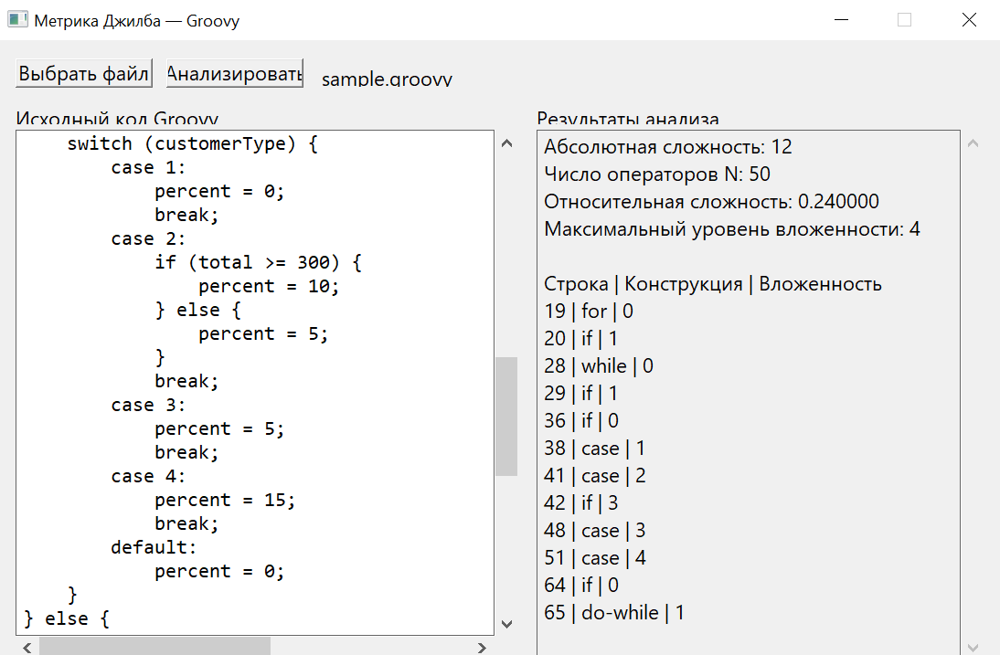 Метрика Джилба — Groovy
Выбрать файл Анализировать sample.groovy
Исходный код Groovy
    switch (customerType) {
        case 1:
            percent = 0;
            break;
        case 2:
            if (total >= 300) {
                percent = 10;
            } else {
                percent = 5;
            }
            break;
        case 3:
            percent = 5;
            break;
        case 4:
            percent = 15;
            break;
        default:
            percent = 0;
    }
} else {
Результаты анализа
Абсолютная сложность: 12
Число операторов N: 50
Относительная сложность: 0.240000
Максимальный уровень вложенности: 4
Строка | Конструкция | Вложенность
19 | for | 0
20 | if | 1
28 | while | 0
29 | if | 1
36 | if | 0
38 | case | 1
41 | case | 2
42 | if | 3
48 | case | 3
51 | case | 4
64 | if | 0
65 | do-while | 1